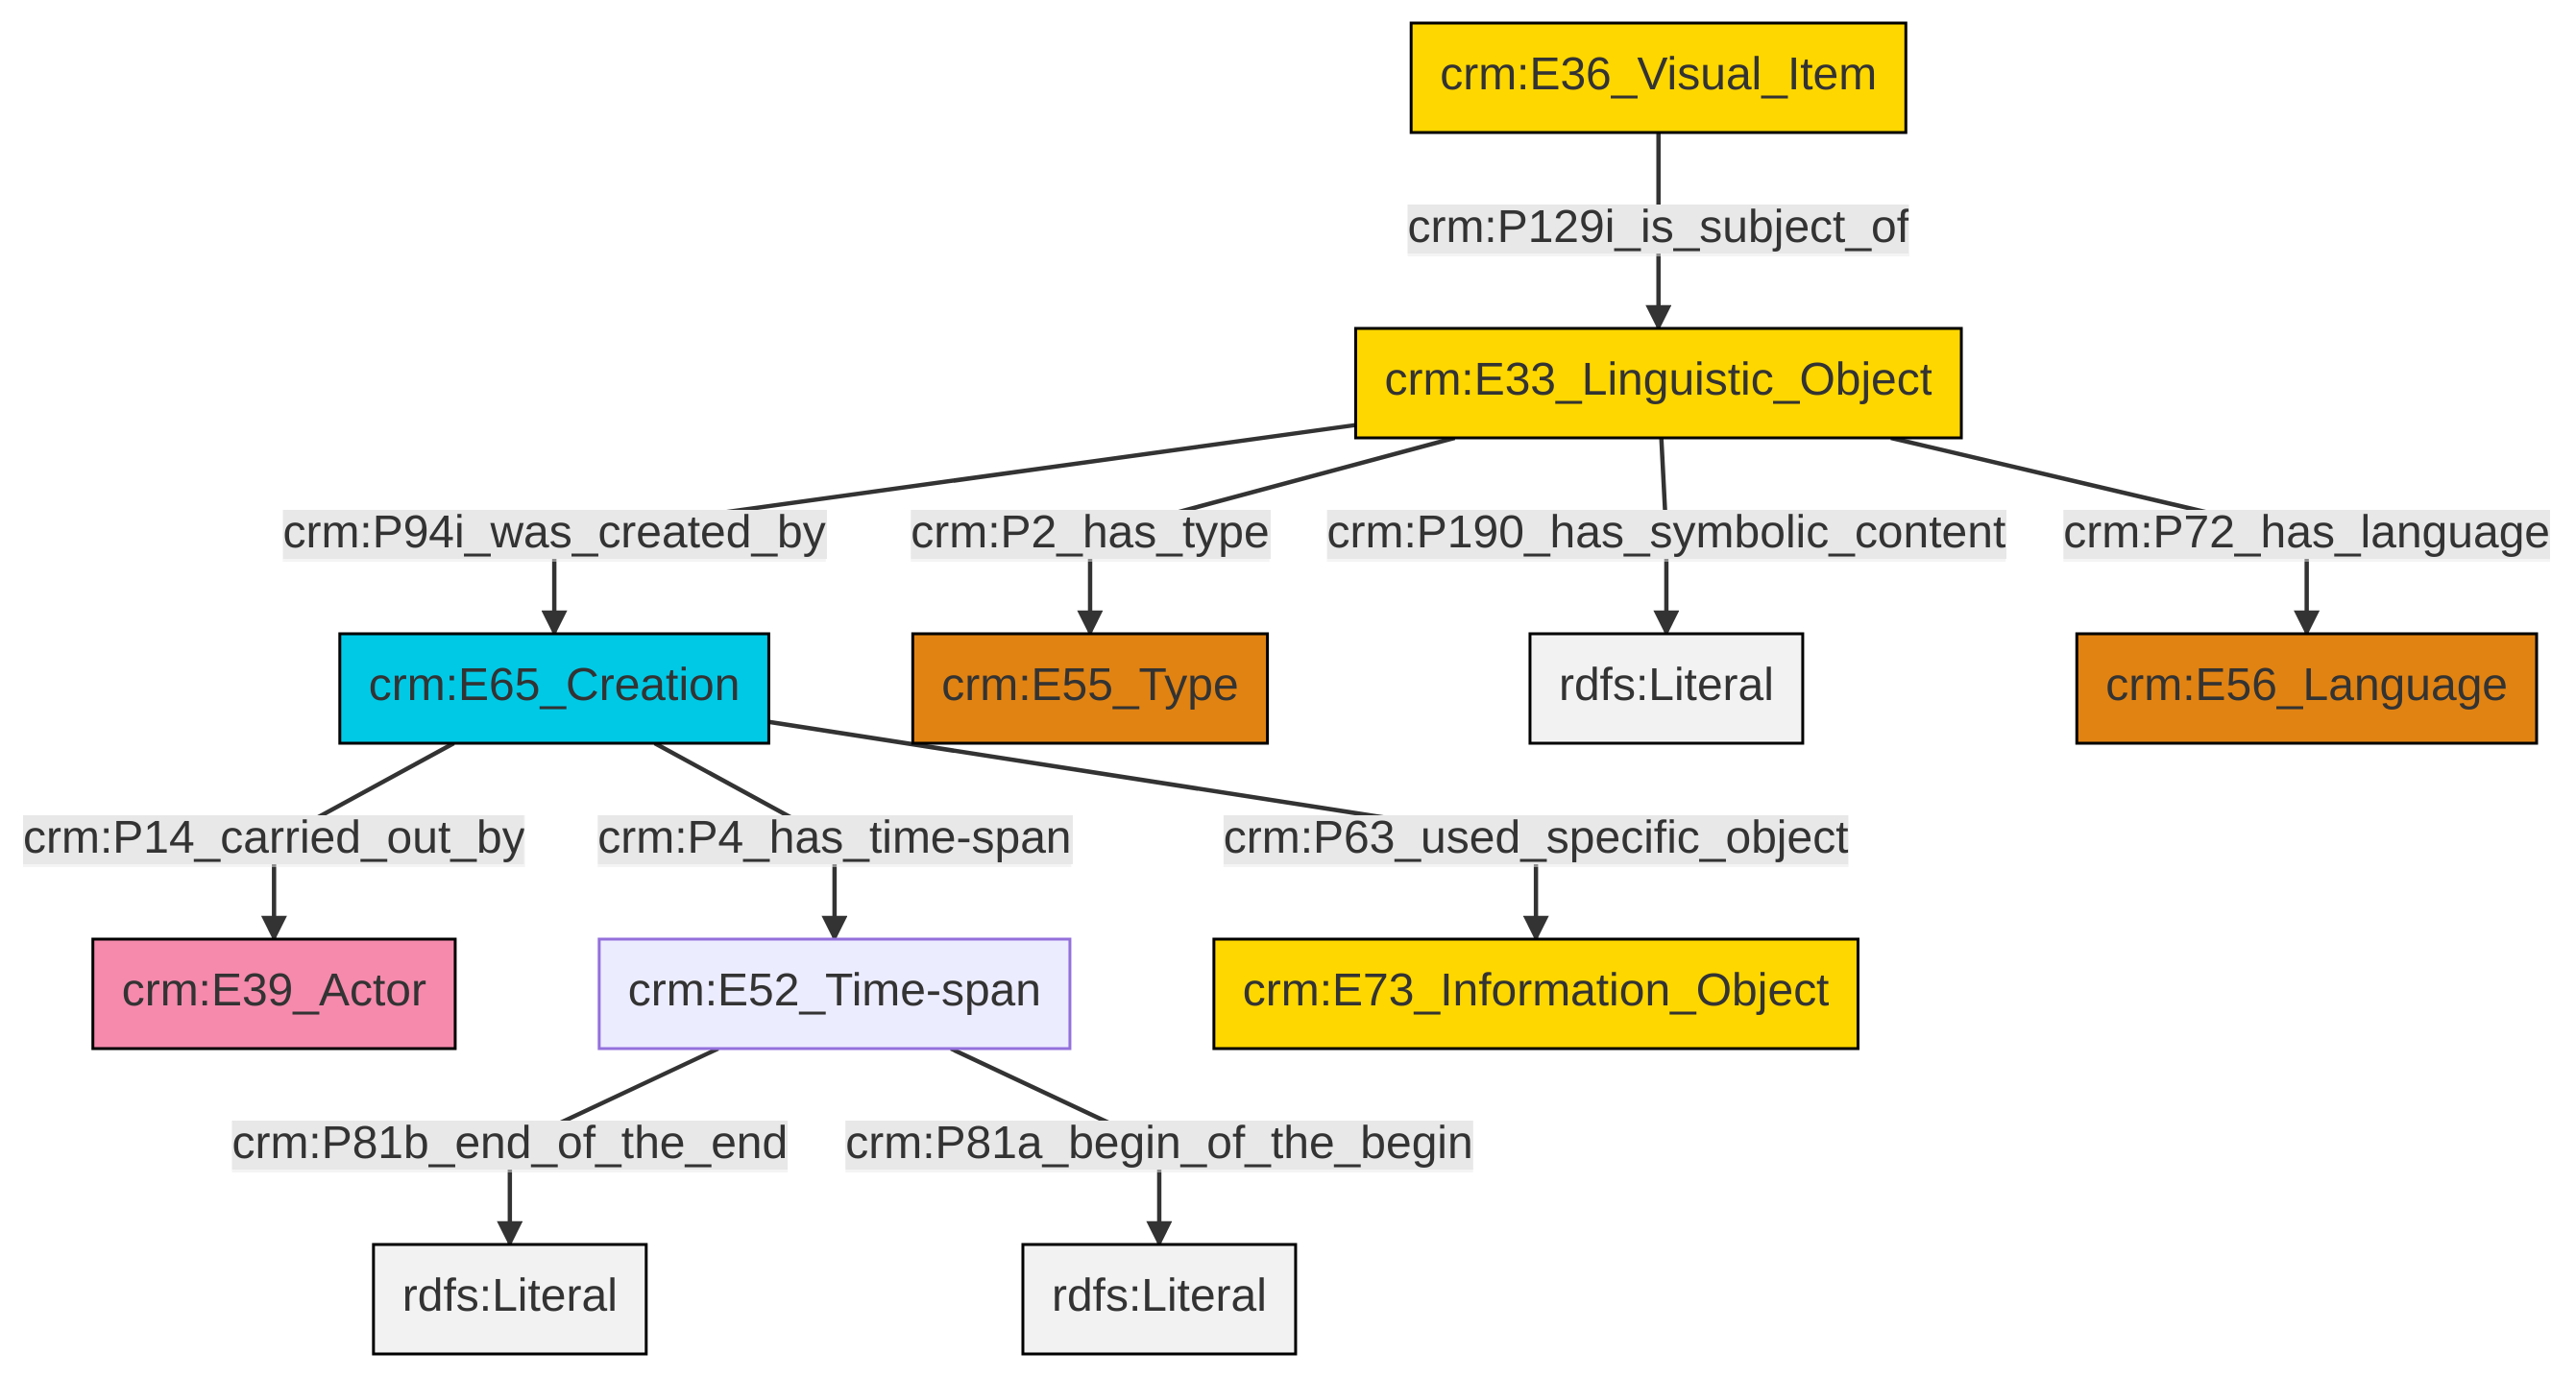 crm:E36_Visual_Item
crm:P129i_is_subject_of
crm:E33_Linguistic_Object
crm:P94i_was_created_by
crm:P2_has_type
crm:P190_has_symbolic_content
crm:P72_has_language
crm:E65_Creation
crm:E55_Type
rdfs:Literal
crm:E56_Language
crm:P14_carried_out_by
crm:P4_has_time-span
crm:P63_used_specific_object
crm:E39_Actor
crm:E52_Time-span
crm:E73_Information_Object
crm:P81b_end_of_the_end
crm:P81a_begin_of_the_begin
rdfs:Literal
rdfs:Literal